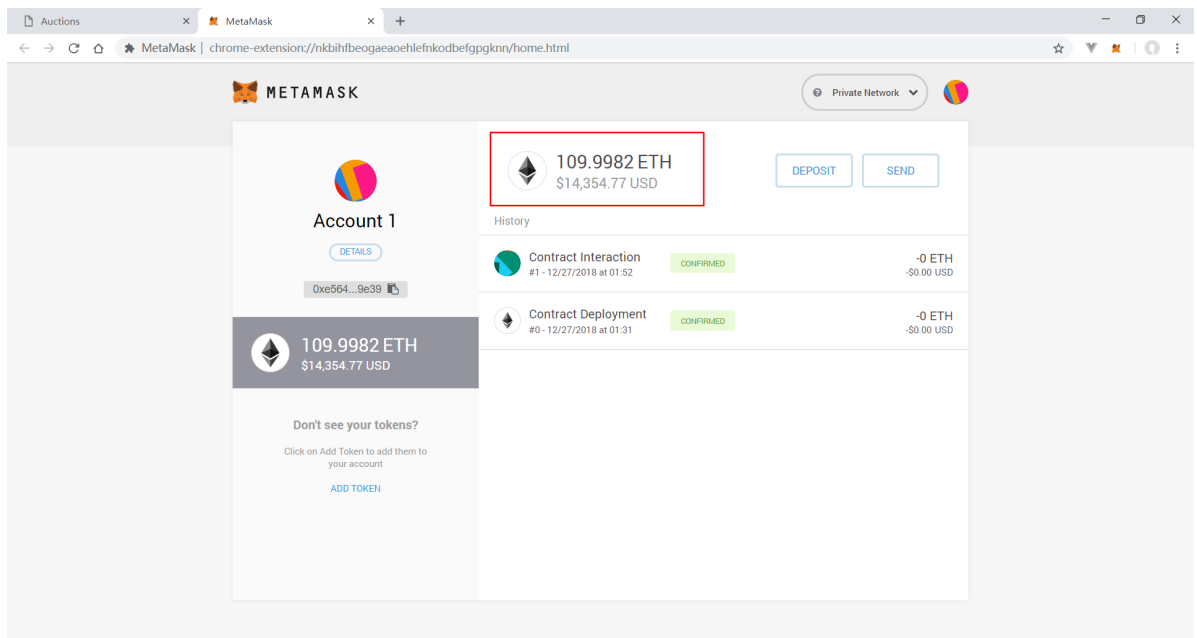 Auctions
MetaMask
MetaMask | chrome-extension://nkbihfbeogaeaoehlefnkodbefgpgknn/home.html
METAMASK
Private Network
Account 1
DETAILS
0xe564...9e39
109.9982 ETH
$14,354.77 USD
Don't see your tokens?
Click on Add Token to add them to
your account
ADD TOKEN
109.9982 ETH
$14,354.77 USD
DEPOSIT
SEND
History
Contract Interaction
#1 - 12/27/2018 at 01:52
CONFIRMED
-0 ETH
-$0.00 USD
Contract Deployment
#0 - 12/27/2018 at 01:31
CONFIRMED
-0 ETH
-$0.00 USD